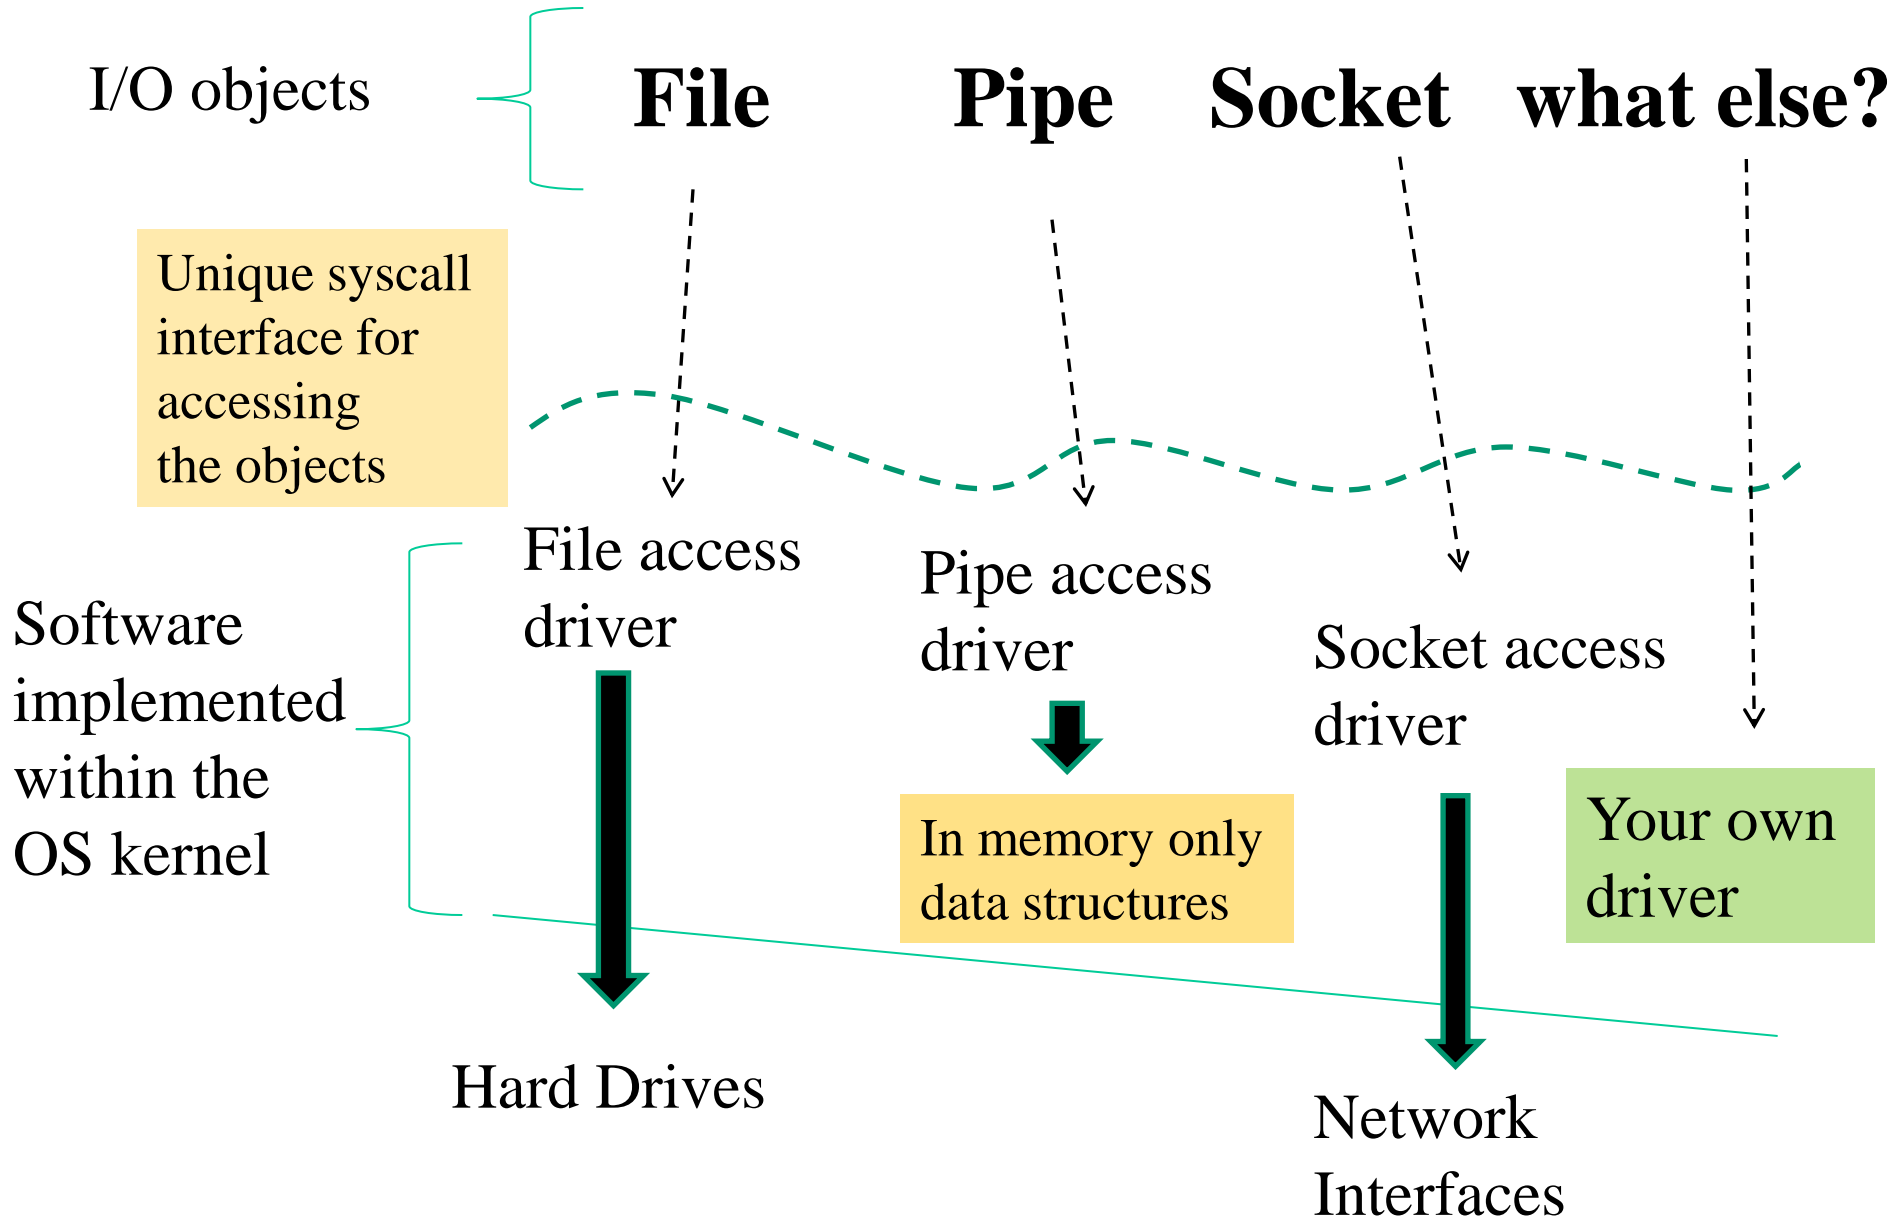 I/O objects
File
Pipe
Socket
what else?
Unique syscall
interface for
accessing
the objects
Software
implemented
within the
OS kernel
File access
driver
Pipe access
driver
Socket access
driver
In memory only
data structures
Your own
driver
Hard Drives
Network
Interfaces